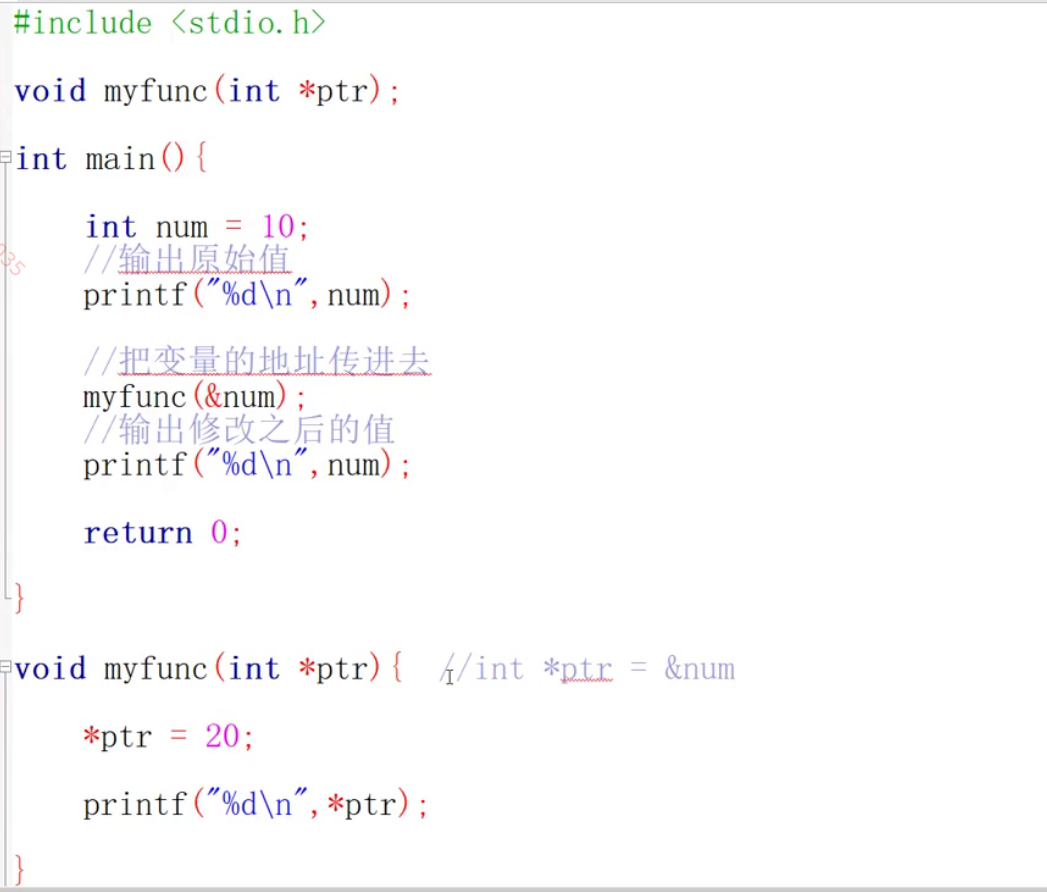 #include <stdio.h>
void myfunc(int *ptr);
int main(){
int num = 10;
//输出原始值
printf("%d\n",num);
//把变量的地址传进去
myfunc(&num);
//输出修改之后的值
printf("%d\n",num);
return 0;
}
void myfunc(int *ptr){  //int *ptr = &num
*ptr = 20;
printf("%d\n",*ptr);
}